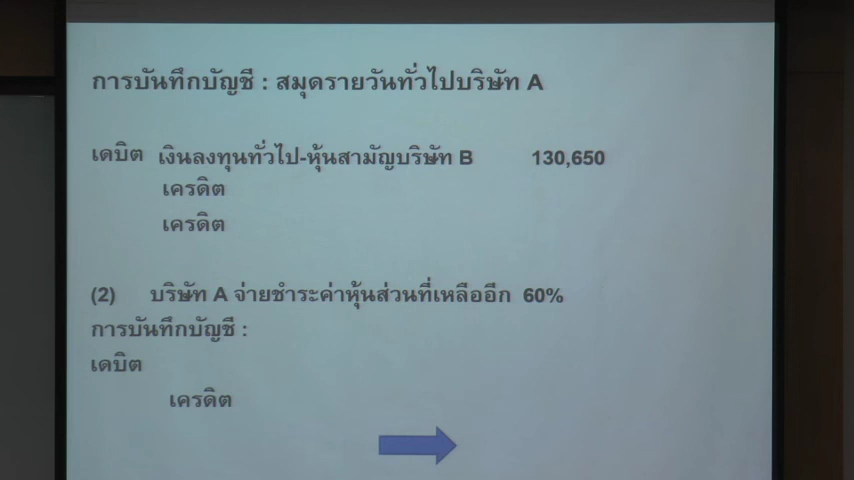 การบันทึกบัญชี : สมุดรายวันทั่วไปบริษัท A
เดบิต เงินลงทุนทั่วไป-หุ้นสามัญบริษัท B 130,650
เครดิต
เครดิต
(2) บริษัท A จ่ายชำระค่าหุ้นส่วนที่เหลืออีก 60%
การบันทึกบัญชี :
เดบิต
เครดิต